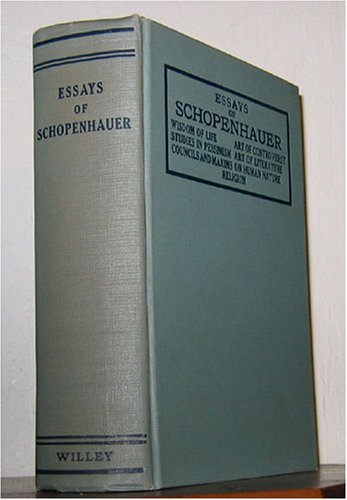 ESSAYS
OF
SCHOPENHAUER
WILLEY
ESSAYS
OF
SCHOPENHAUER
WISDOM OF LIFE ART OF CONTROVERSY
STUDIES IN PESSIMISM ART OF LITERATURE
COUNCILS AND MAXIMS ON HUMAN NATURE
RELIGION